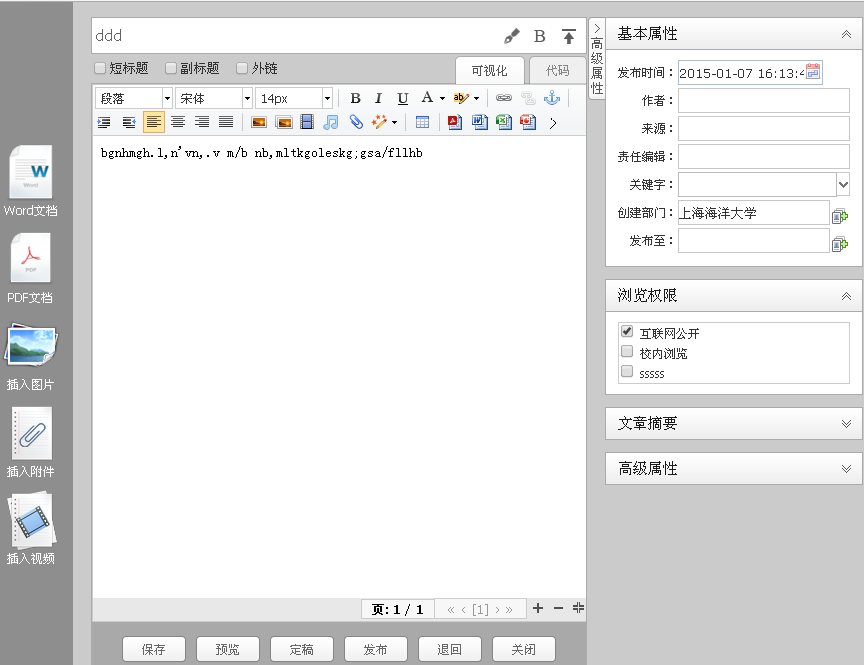 ddd
B
短标题 副标题 外链
可视化 代码
段落 宋体 14px B I U A ab
bgnhmgh.l,n'vn,.v m/b nb,mltkgoleskg;gsa/fllhb
页: 1 / 1 « ‹ [1] › »
保存 预览 定稿 发布 退回 关闭
W
Word
Word文档
PDF
PDF文档
插入图片
插入附件
插入视频
高级属性
基本属性
发布时间： 2015-01-07 16:13:4
作者：
来源：
责任编辑：
关键字：
创建部门： 上海海洋大学
发布至：
浏览权限
互联网公开
校内浏览
sssss
文章摘要
高级属性